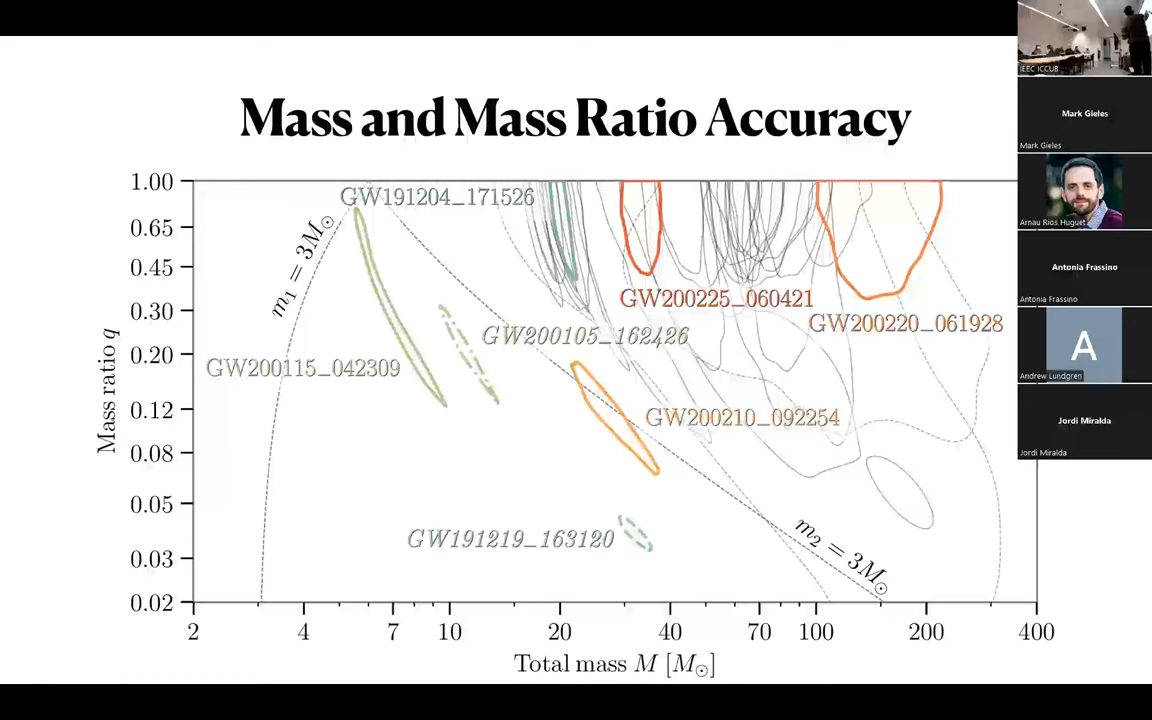 Mass and Mass Ratio Accuracy
1.00
0.65
0.45
0.30
0.20
0.12
0.08
0.05
0.03
0.02
Mass ratio q
GW191204_171526
m₁ = 3M⊙
GW200225_060421
GW200220_061928
GW200105_162426
GW200115_042309
GW200210_092254
GW191219_163120
m₂ = 3M⊙
2 4 7 10 20 40 70 100 200 400
Total mass M [M⊙]
IEEC ICCUB
Mark Gieles
Mark Gieles
Arnau Rios Huguet
Antonia Frassino
Antonia Frassino
A
Andrew Lundgren
Jordi Miralda
Jordi Miralda